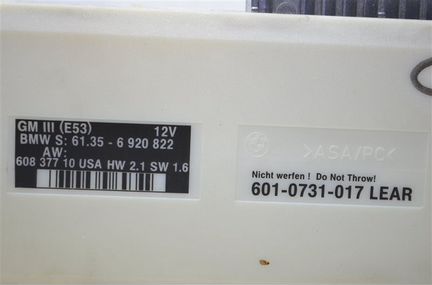 GM III (E53) 12V
BMW S: 61.35 - 6 920 822
AW:
608 377 10 USA HW 2.1 SW 1.6
>ASA/PC<
Nicht werfen ! Do Not Throw!
601-0731-017 LEAR